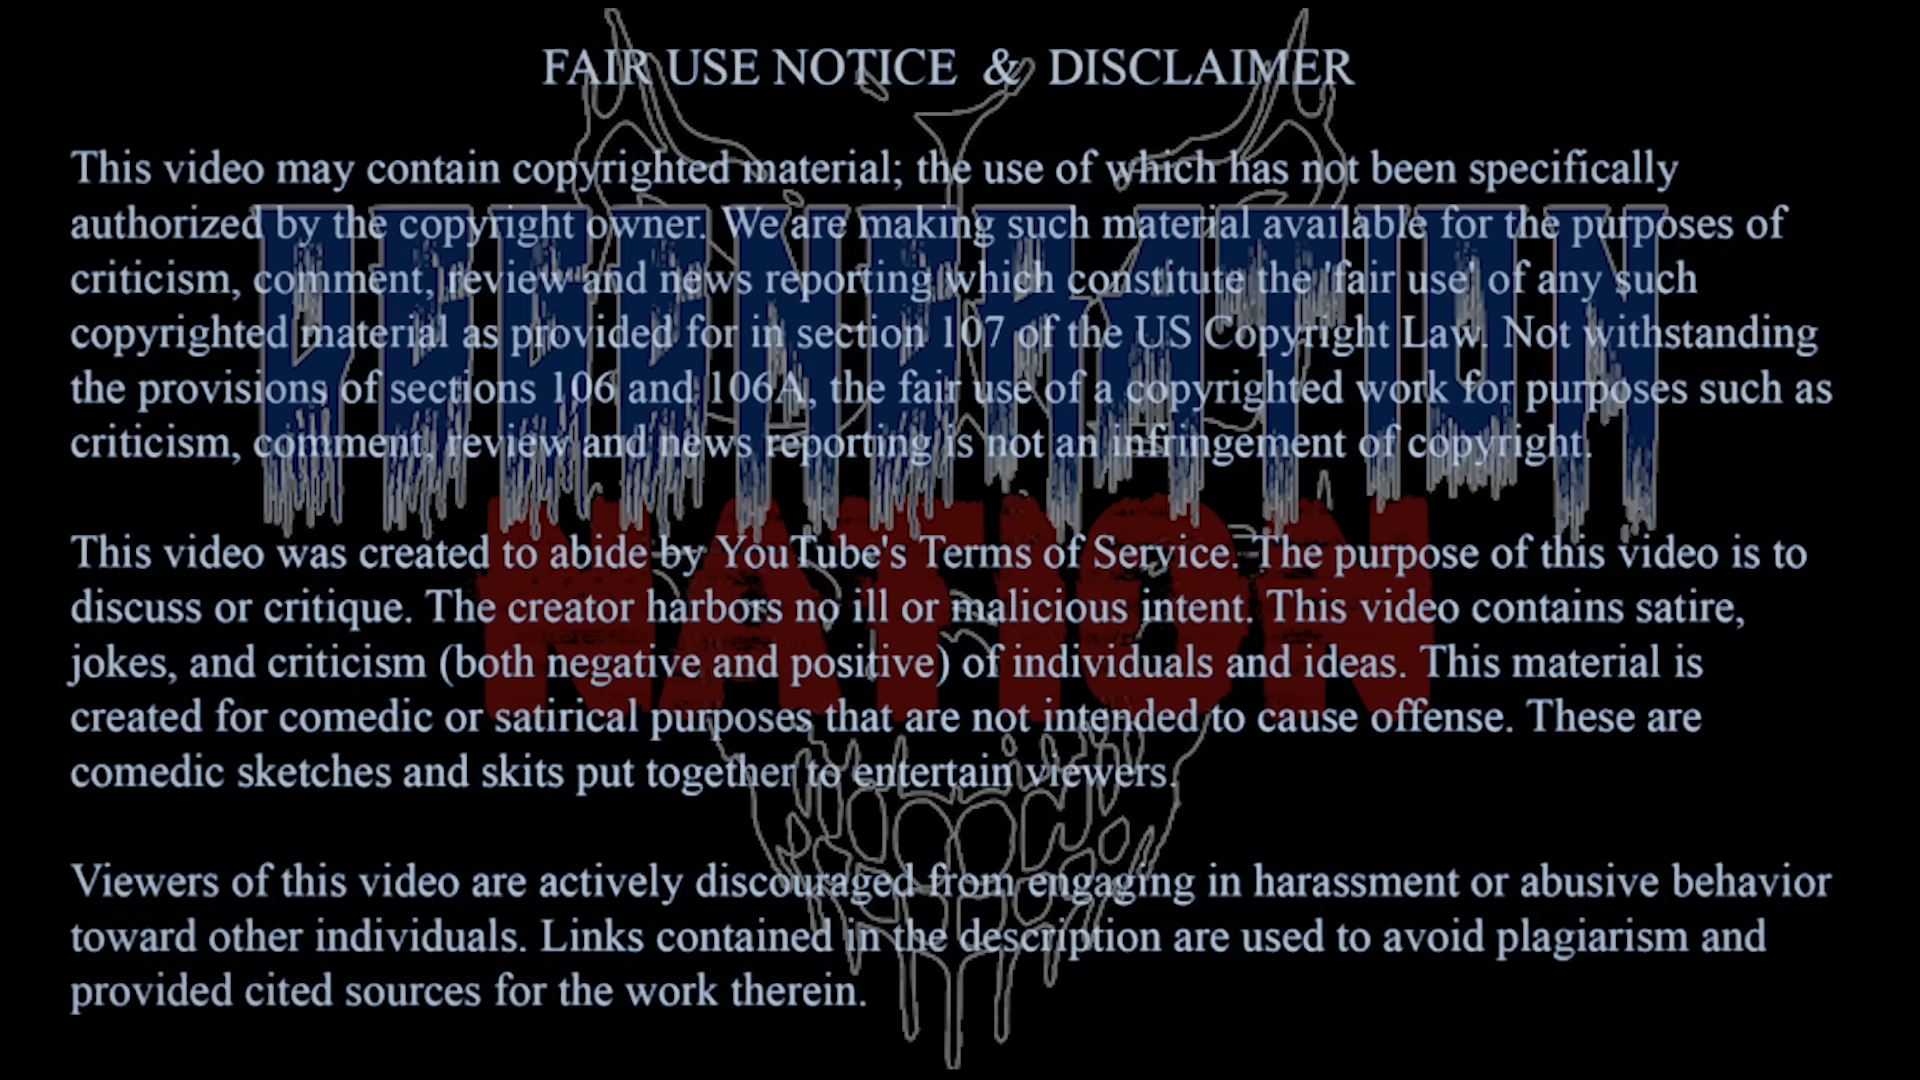 FAIR USE NOTICE & DISCLAIMER
This video may contain copyrighted material; the use of which has not been specifically
authorized by the copyright owner. We are making such material available for the purposes of
criticism, comment, review and news reporting which constitute the 'fair use' of any such
copyrighted material as provided for in section 107 of the US Copyright Law. Not withstanding
the provisions of sections 106 and 106A, the fair use of a copyrighted work for purposes such as
criticism, comment, review and news reporting is not an infringement of copyright.
This video was created to abide by YouTube's Terms of Service. The purpose of this video is to
discuss or critique. The creator harbors no ill or malicious intent. This video contains satire,
jokes, and criticism (both negative and positive) of individuals and ideas. This material is
created for comedic or satirical purposes that are not intended to cause offense. These are
comedic sketches and skits put together to entertain viewers.
Viewers of this video are actively discouraged from engaging in harassment or abusive behavior
toward other individuals. Links contained in the description are used to avoid plagiarism and
provided cited sources for the work therein.
NATION